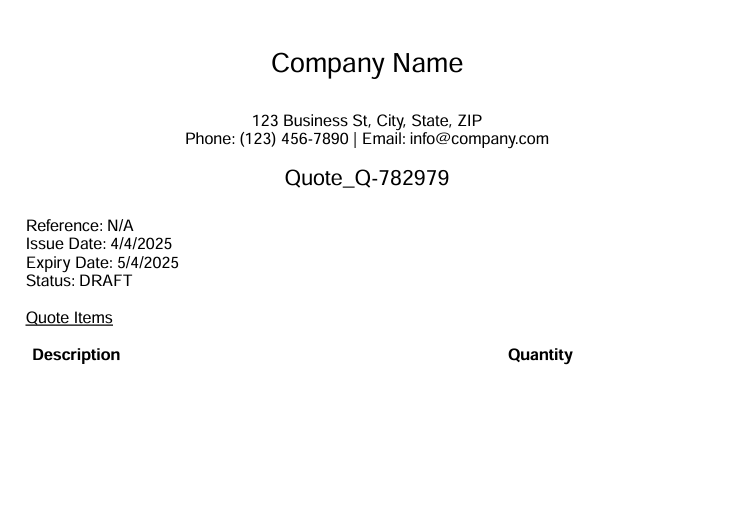 Company Name
123 Business St, City, State, ZIP
Phone: (123) 456-7890 | Email: info@company.com
Quote_Q-782979
Reference: N/A
Issue Date: 4/4/2025
Expiry Date: 5/4/2025
Status: DRAFT
Quote Items
Description Quantity